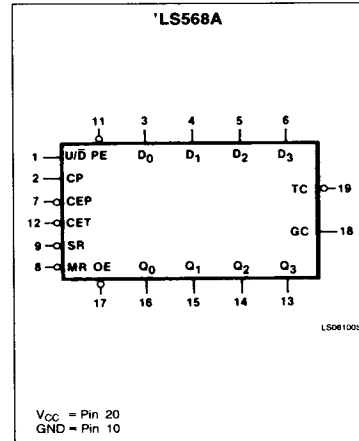 'LS568A
11 3 4 5 6
1 U/D̅ PE D0 D1 D2 D3
2 CP
7 CEP TC 19
12 CET
9 SR GC 18
8 MR OE Q0 Q1 Q2 Q3
17 16 15 14 13
LS08100S
VCC = Pin 20
GND = Pin 10